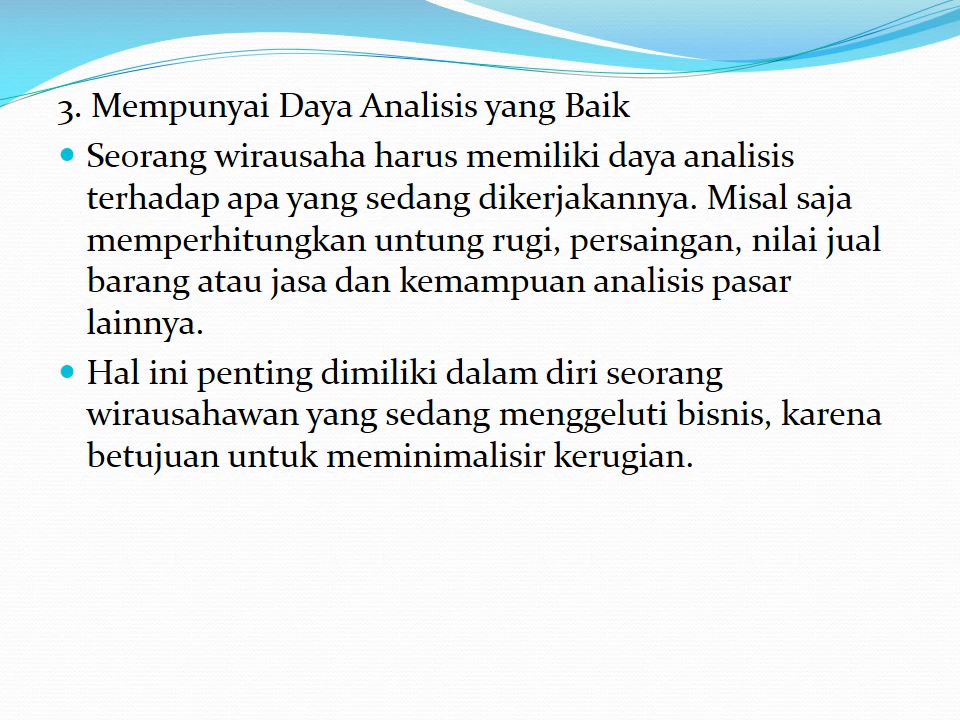 3. Mempunyai Daya Analisis yang Baik
Seorang wirausaha harus memiliki daya analisis
terhadap apa yang sedang dikerjakannya. Misal saja
memperhitungkan untung rugi, persaingan, nilai jual
barang atau jasa dan kemampuan analisis pasar
lainnya.
Hal ini penting dimiliki dalam diri seorang
wirausahawan yang sedang menggeluti bisnis, karena
betujuan untuk meminimalisir kerugian.